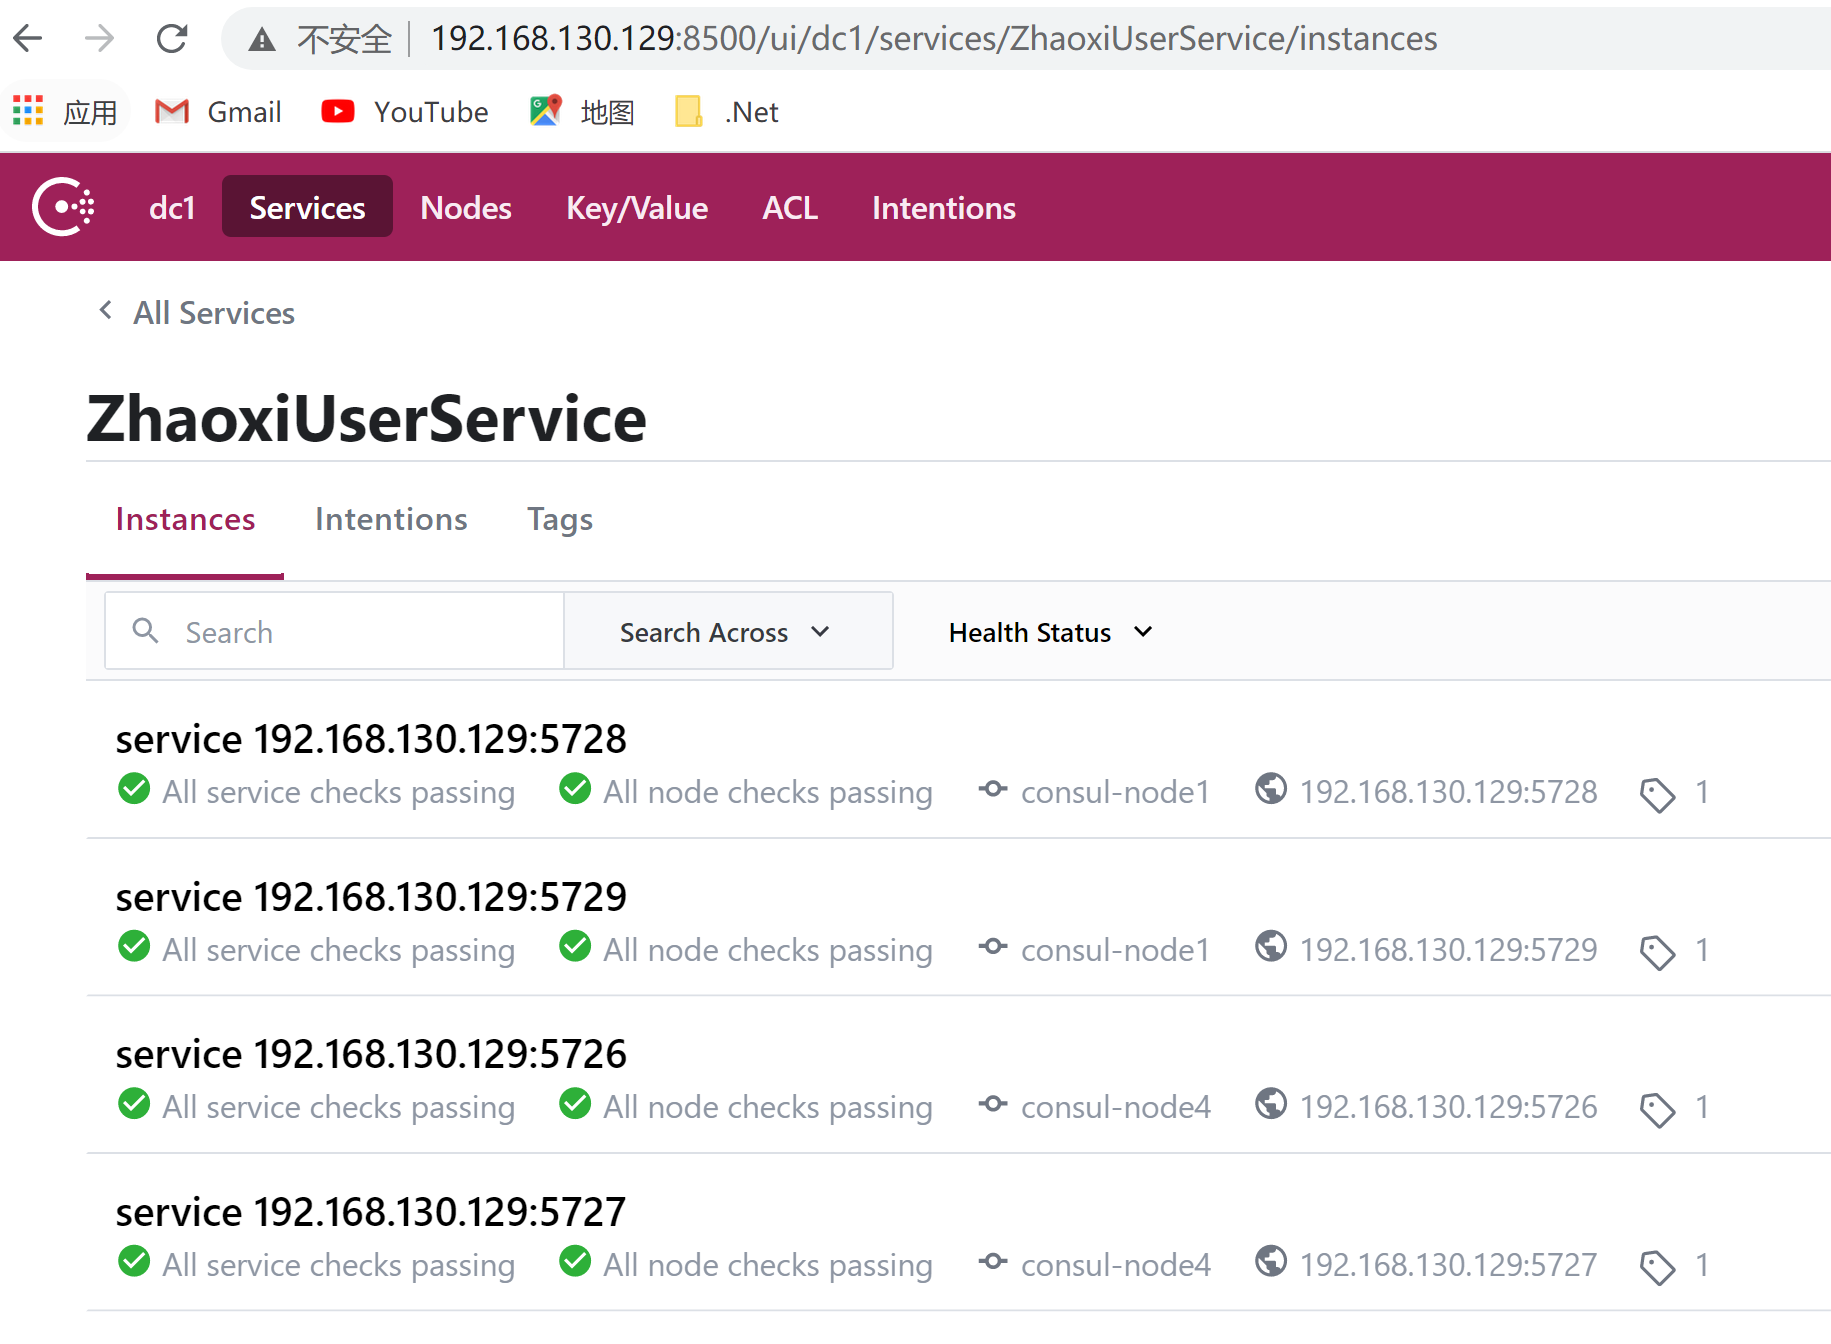 不安全 192.168.130.129:8500/ui/dc1/services/ZhaoxiUserService/instances
应用 Gmail YouTube 地图 .Net
dc1 Services Nodes Key/Value ACL Intentions
All Services
ZhaoxiUserService
Instances Intentions Tags
Search Search Across Health Status
service 192.168.130.129:5728
All service checks passing All node checks passing consul-node1 192.168.130.129:5728 1
service 192.168.130.129:5729
All service checks passing All node checks passing consul-node1 192.168.130.129:5729 1
service 192.168.130.129:5726
All service checks passing All node checks passing consul-node4 192.168.130.129:5726 1
service 192.168.130.129:5727
All service checks passing All node checks passing consul-node4 192.168.130.129:5727 1